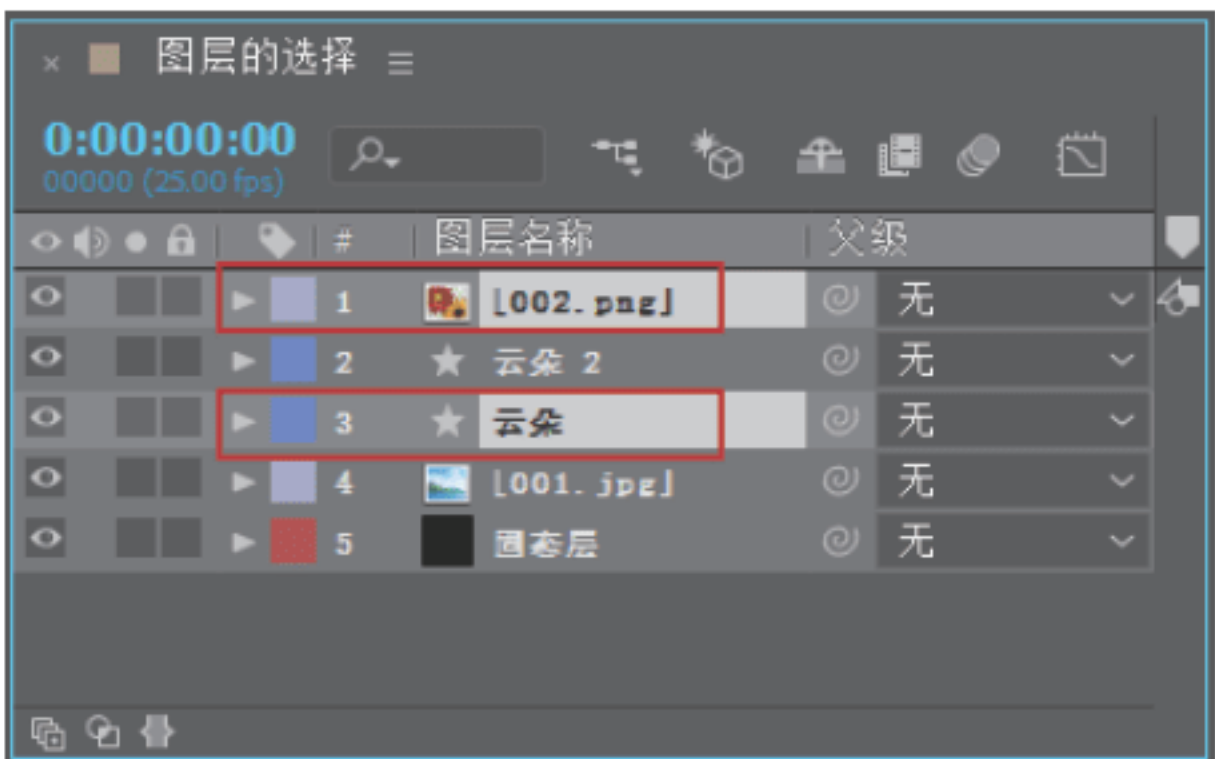 图层的选择
0:00:00:00
00000 (25.00 fps)
# 图层名称 父级
1 [002.png] 无
2 云朵 2 无
3 云朵 无
4 [001.jpg] 无
5 固态层 无